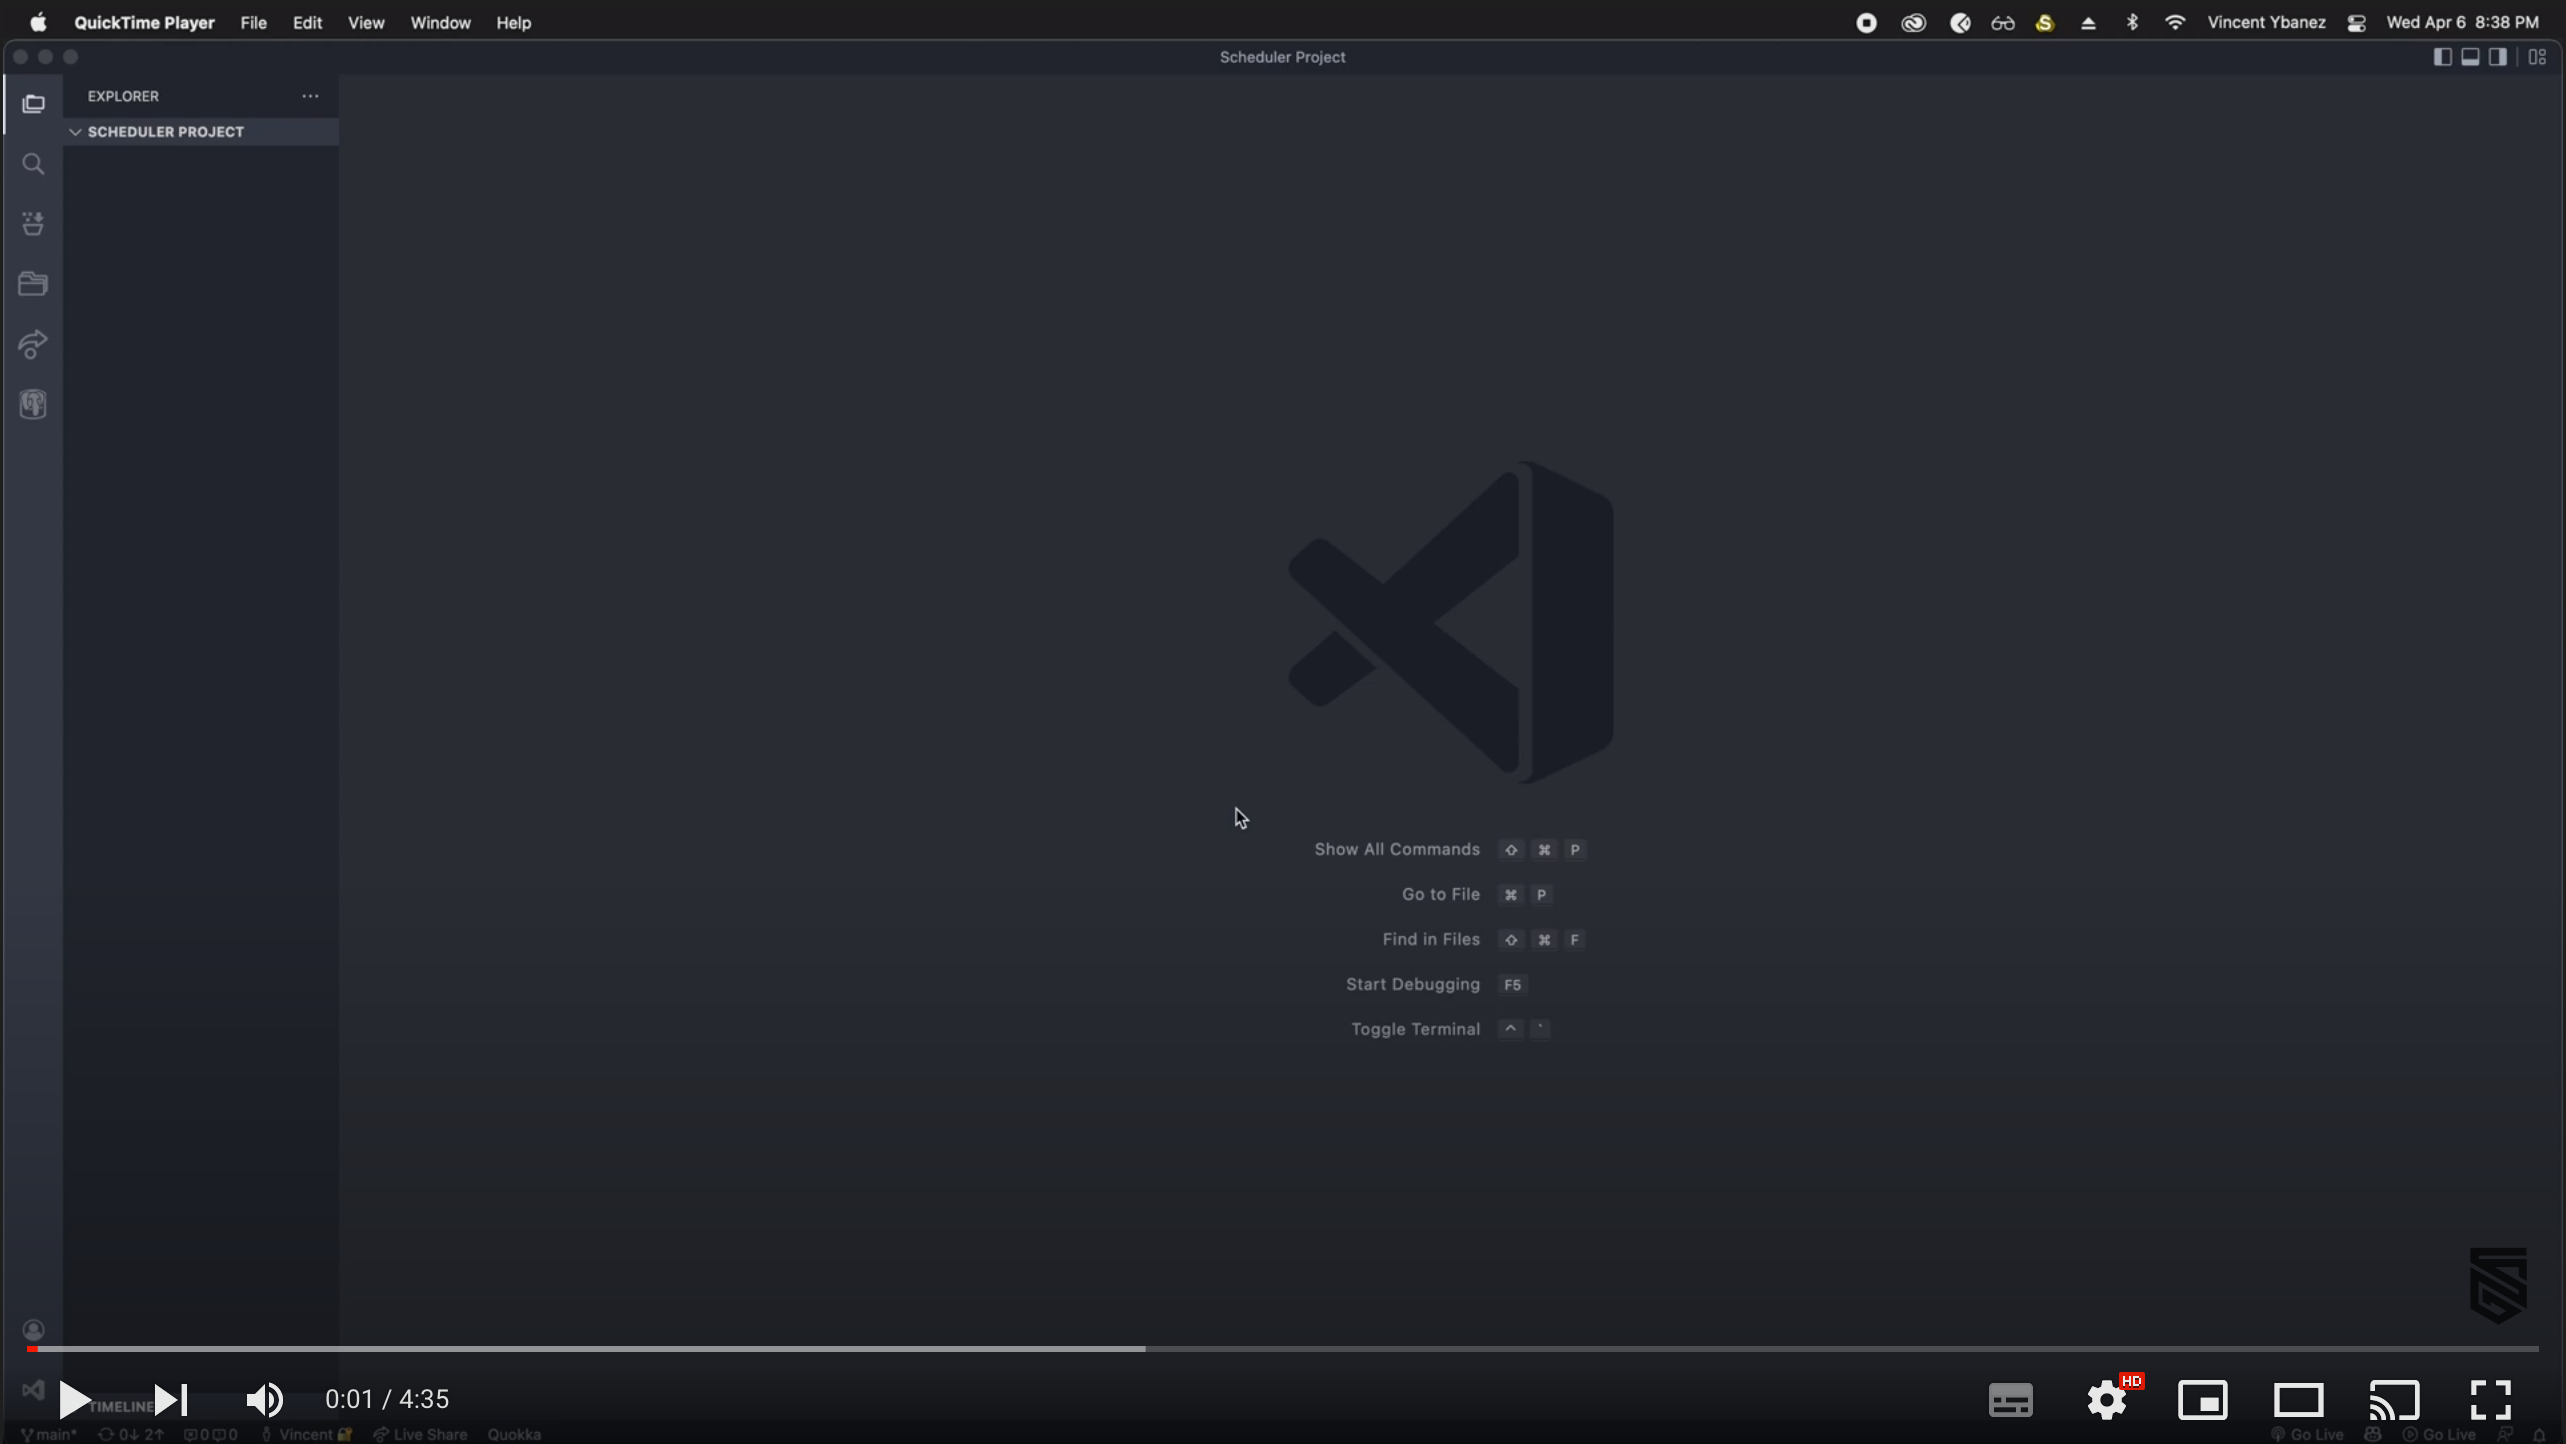 QuickTime Player File Edit View Window Help Vincent Ybanez Wed Apr 6 8:38 PM
Scheduler Project
EXPLORER ...
SCHEDULER PROJECT
Show All Commands ⇧ ⌘ P
Go to File ⌘ P
Find in Files ⇧ ⌘ F
Start Debugging F5
Toggle Terminal ^ `
HD
0:01 / 4:35
TIMELINE
main* 0↓ 2↑ 0 0 Vincent Live Share Quokka Go Live Go Live